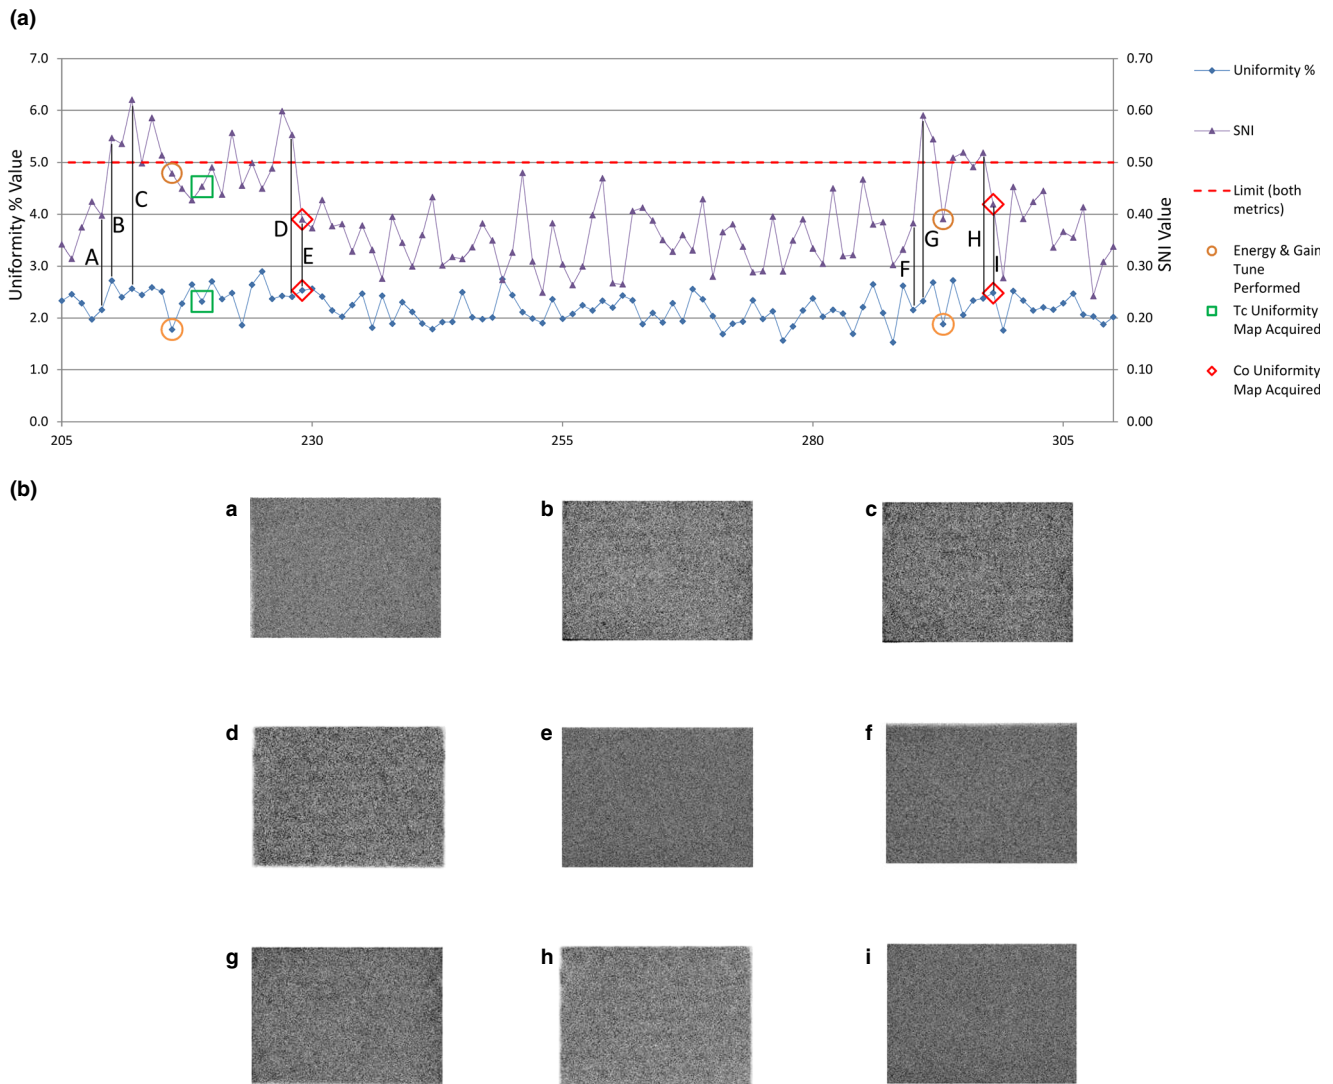 (a)
7.0
6.0
5.0
4.0
3.0
2.0
1.0
0.0
Uniformity % Value
205
230
255
280
305
0.70
0.60
0.50
0.40
0.30
0.20
0.10
0.00
SNI Value
A
B
C
D
E
F
G
H
I
Uniformity %
SNI
Limit (both
metrics)
Energy & Gain
Tune
Performed
Tc Uniformity
Map Acquired
Co Uniformity
Map Acquired
(b)
a
b
c
d
e
f
g
h
i